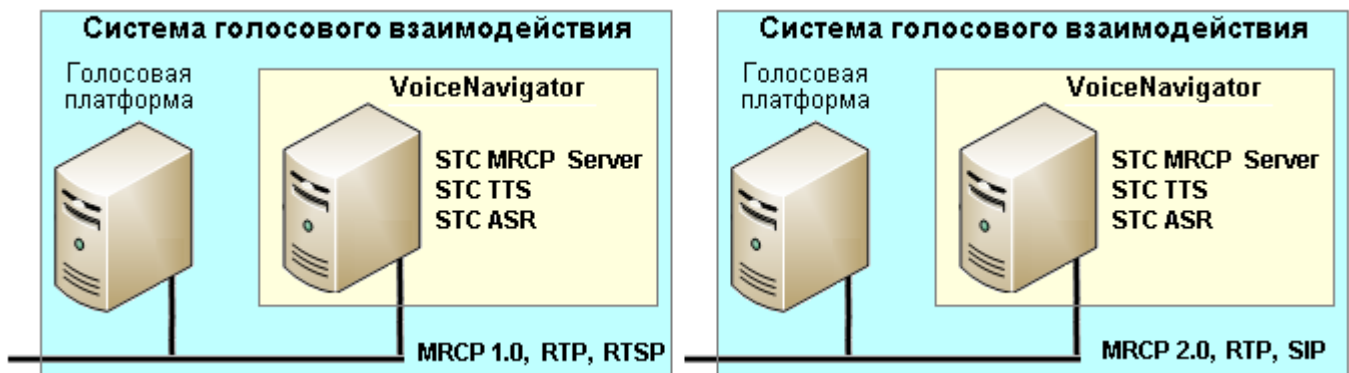 Система голосового взаимодействия
Голосовая
платформа
VoiceNavigator
STC MRCP Server
STC TTS
STC ASR
MRCP 1.0, RTP, RTSP
Система голосового взаимодействия
Голосовая
платформа
VoiceNavigator
STC MRCP Server
STC TTS
STC ASR
MRCP 2.0, RTP, SIP